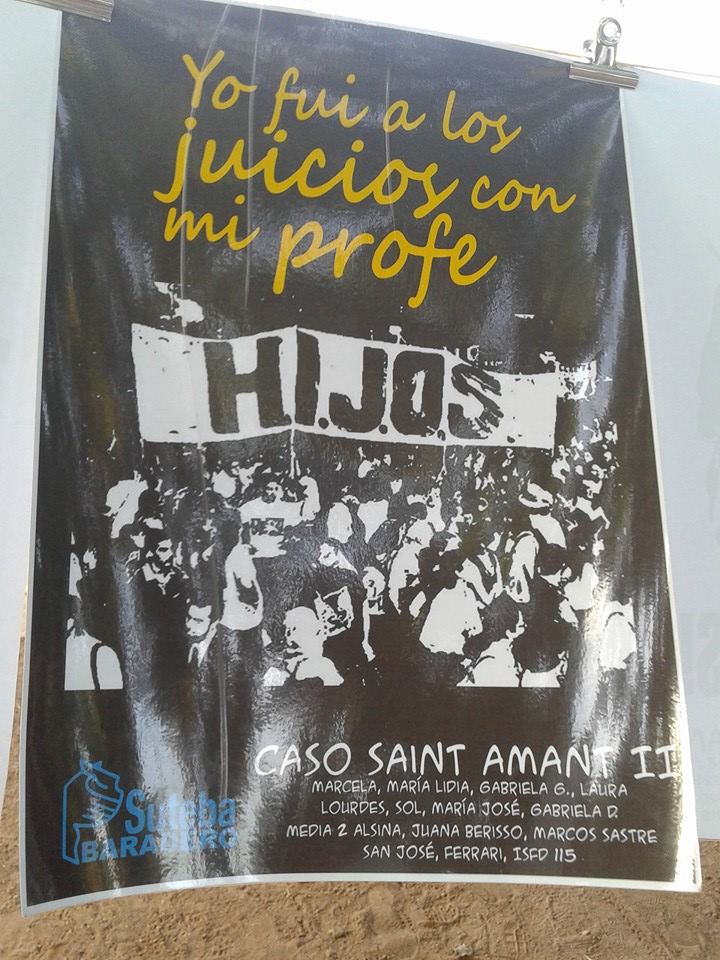 Yo fui a los
juicios con
mi profe
H.I.J.O.S.
CASO SAINT AMANT II
MARCELA, MARÍA LIDIA, GABRIELA G., LAURA
LOURDES, SOL, MARÍA JOSÉ, GABRIELA D.
MEDIA 2 ALSINA, JUANA BERISSO, MARCOS SASTRE
SAN JOSÉ, FERRARI, ISFD 115
Suteba
BARADERO